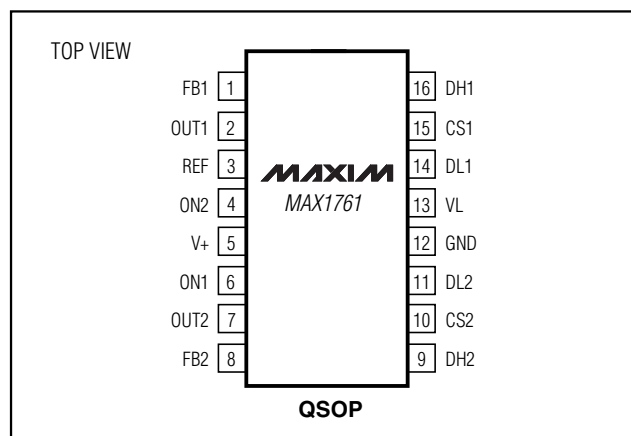 TOP VIEW
FB1 1 16 DH1
OUT1 2 15 CS1
REF 3 14 DL1
MAXIM
ON2 4 MAX1761 13 VL
V+ 5 12 GND
ON1 6 11 DL2
OUT2 7 10 CS2
FB2 8 9 DH2
QSOP